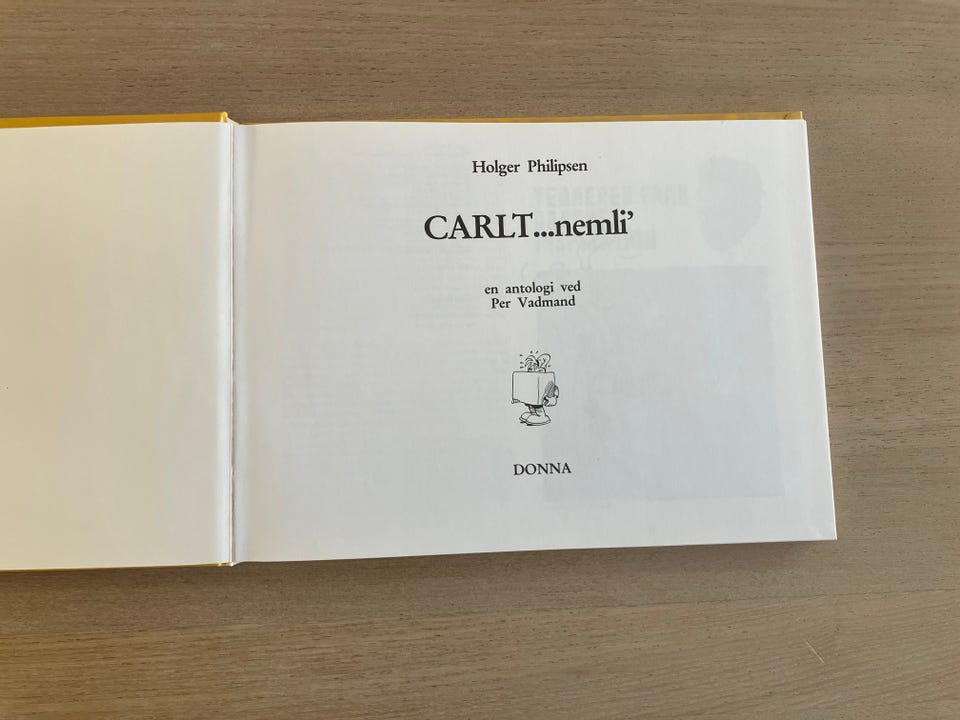 Holger Philipsen
CARLT...nemli’
en antologi ved
Per Vadmand
DONNA